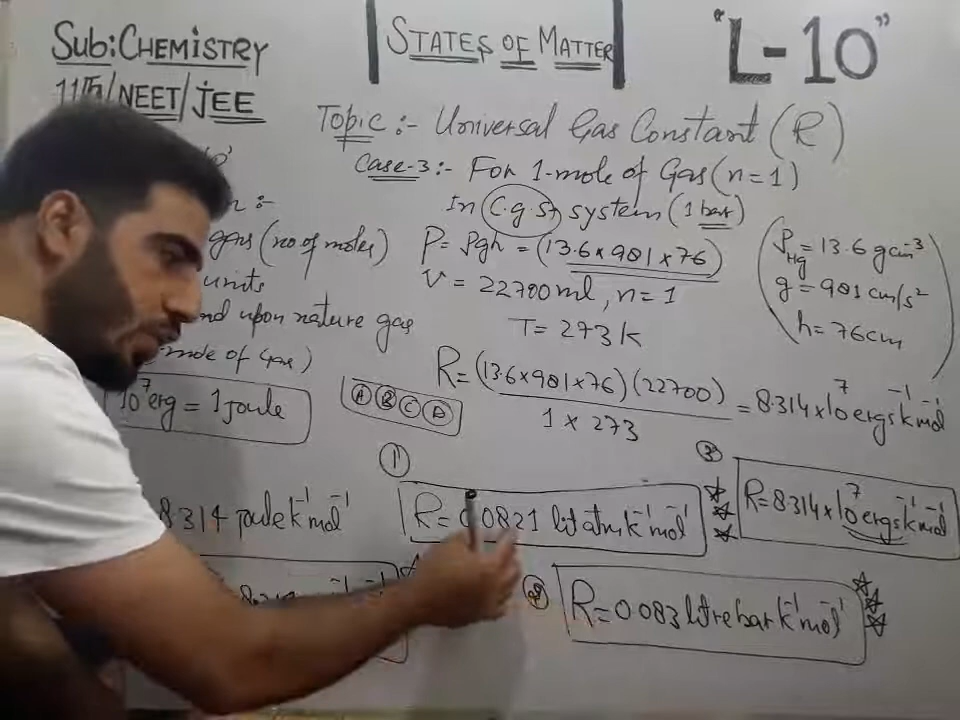 Sub: CHEMISTRY
11th/NEET/JEE
STATES OF MATTER
"L-10"
Topic :- Universal Gas Constant (R)
Case-3:- For 1-mole of Gas (n=1)
In C.g.S system (1 bar)
gas (no of moles)
units
upon nature gas
mole of Gas)
10⁷ erg = 1 Joule
P = ρgh = (13.6×981×76)
V = 22700 ml, n=1
T = 273 K
ρHg = 13.6 g cm⁻³
g = 981 cm/s²
h = 76 cm
R = (13.6×981×76)(22700) / 1 × 273 = 8.314×10⁷ ergs k⁻¹ mol⁻¹
A B C D
① R = 0.0821 lit atm k⁻¹ mol⁻¹
③ R = 8.314×10⁷ ergs k⁻¹ mol⁻¹
8.314 joule k⁻¹ mol⁻¹
② R = 0.083 litre bar k⁻¹ mol⁻¹